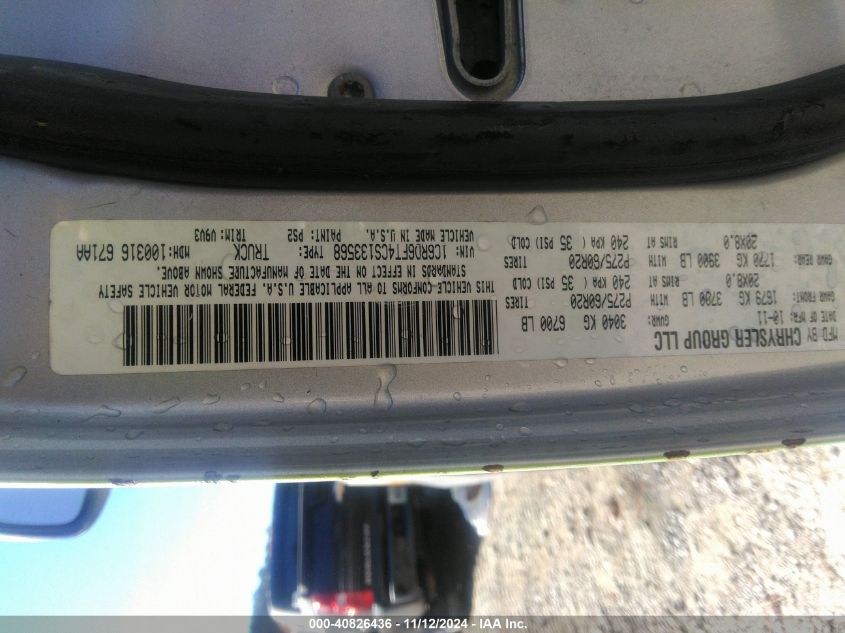 MFD BY CHRYSLER GROUP LLC
DATE OF MFR: 10-11 GVWR: 3040 KG 6700 LB
GAWR FRONT: 1679 KG 3700 LB WITH P275/60R20 TIRES
20X8.0 RIMS AT 240 KPA ( 35 PSI) COLD
GAWR REAR: 1770 KG 3900 LB WITH P275/60R20 TIRES
20X8.0 RIMS AT 240 KPA ( 35 PSI) COLD
THIS VEHICLE CONFORMS TO ALL APPLICABLE U.S.A. FEDERAL MOTOR VEHICLE SAFETY
STANDARDS IN EFFECT ON THE DATE OF MANUFACTURE SHOWN ABOVE.
VIN: 1C6RD6FT4CS133568 TYPE: TRUCK MDH: 100316 671AA
VEHICLE MADE IN U.S.A. PAINT: PS2 TRIM: V9V3
000-40826436 - 11/12/2024 - IAA Inc.